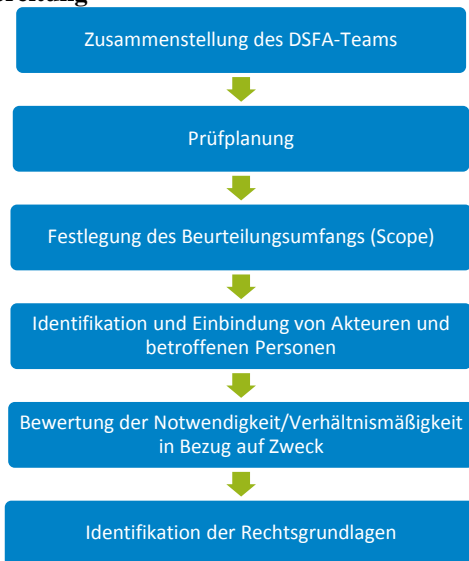 Zusammenstellung des DSFA-Teams
Prüfplanung
Festlegung des Beurteilungsumfangs (Scope)
Identifikation und Einbindung von Akteuren und
betroffenen Personen
Bewertung der Notwendigkeit/Verhältnismäßigkeit
in Bezug auf Zweck
Identifikation der Rechtsgrundlagen